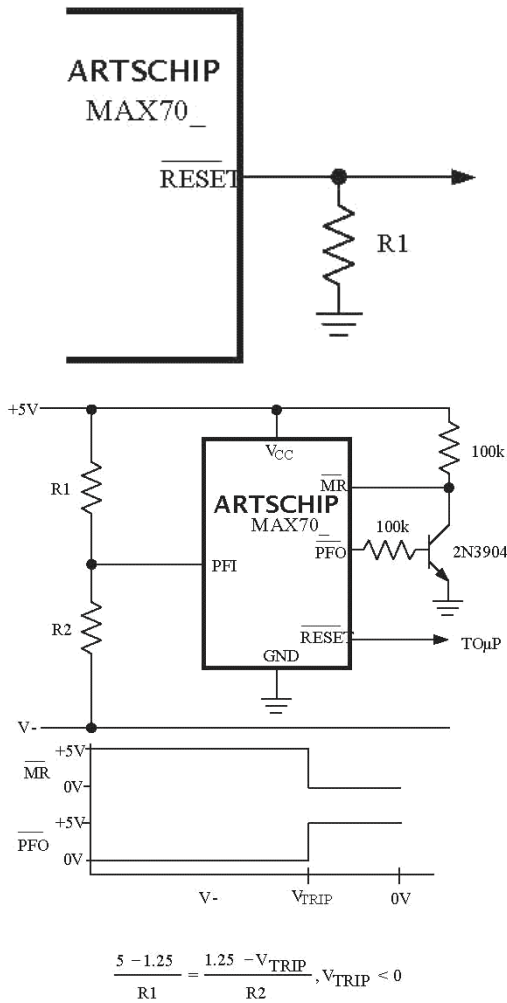 ARTSCHIP
MAX70_
RESET
R1
+5V
VCC
100k
R1
MR
ARTSCHIP
MAX70_
100k
PFO
2N3904
PFI
R2
RESET
TOµP
GND
V-
+5V
MR
0V
+5V
PFO
0V
V- VTRIP 0V
5 -1.25 / R1 = 1.25 -VTRIP / R2 , VTRIP < 0